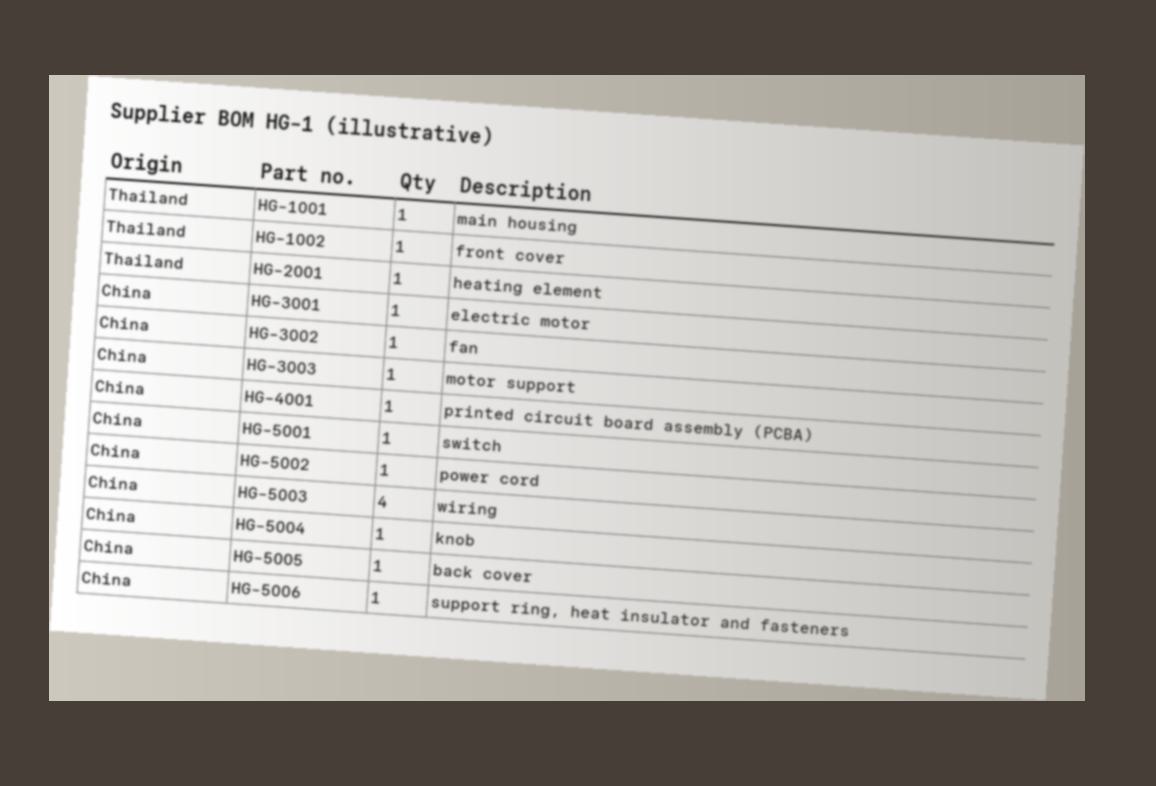 Supplier BOM HG-1 (illustrative)
Origin Part no. Qty Description
Thailand HG-1001 1 main housing
Thailand HG-1002 1 front cover
Thailand HG-2001 1 heating element
China HG-3001 1 electric motor
China HG-3002 1 fan
China HG-3003 1 motor support
China HG-4001 1 printed circuit board assembly (PCBA)
China HG-5001 1 switch
China HG-5002 1 power cord
China HG-5003 4 wiring
China HG-5004 1 knob
China HG-5005 1 back cover
China HG-5006 1 support ring, heat insulator and fasteners